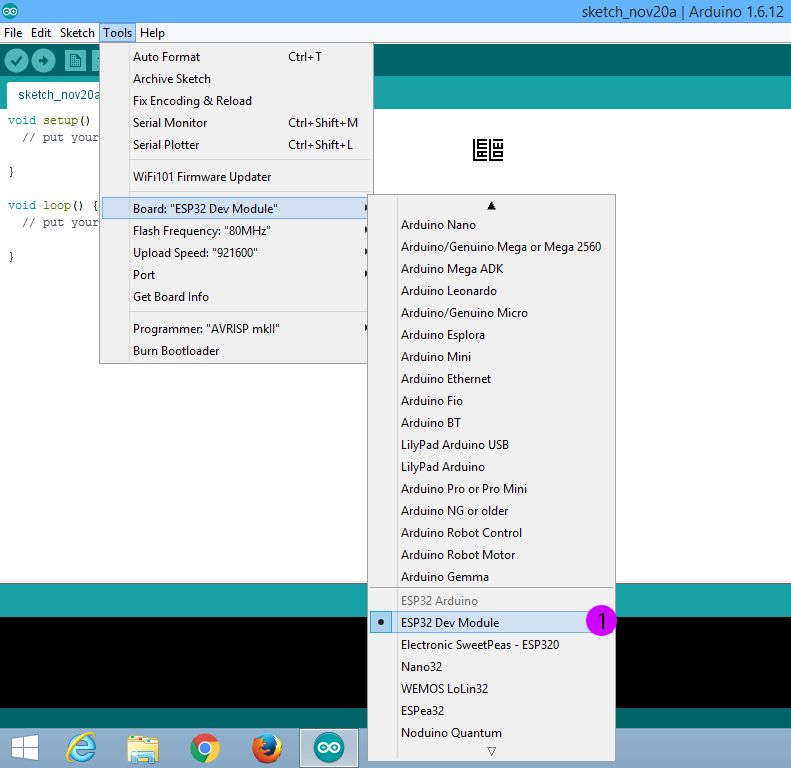 sketch_nov20a | Arduino 1.6.12
File Edit Sketch Tools Help
Auto Format Ctrl+T
Archive Sketch
Fix Encoding & Reload
Serial Monitor Ctrl+Shift+M
Serial Plotter Ctrl+Shift+L
WiFi101 Firmware Updater
Board: "ESP32 Dev Module"
Flash Frequency: "80MHz"
Upload Speed: "921600"
Port
Get Board Info
Programmer: "AVRISP mkII"
Burn Bootloader
sketch_nov20a
void setup()
// put your
}
void loop() {
// put your
}
Arduino Nano
Arduino/Genuino Mega or Mega 2560
Arduino Mega ADK
Arduino Leonardo
Arduino/Genuino Micro
Arduino Esplora
Arduino Mini
Arduino Ethernet
Arduino Fio
Arduino BT
LilyPad Arduino USB
LilyPad Arduino
Arduino Pro or Pro Mini
Arduino NG or older
Arduino Robot Control
Arduino Robot Motor
Arduino Gemma
ESP32 Arduino
ESP32 Dev Module 1
Electronic SweetPeas - ESP320
Nano32
WEMOS LoLin32
ESPea32
Noduino Quantum